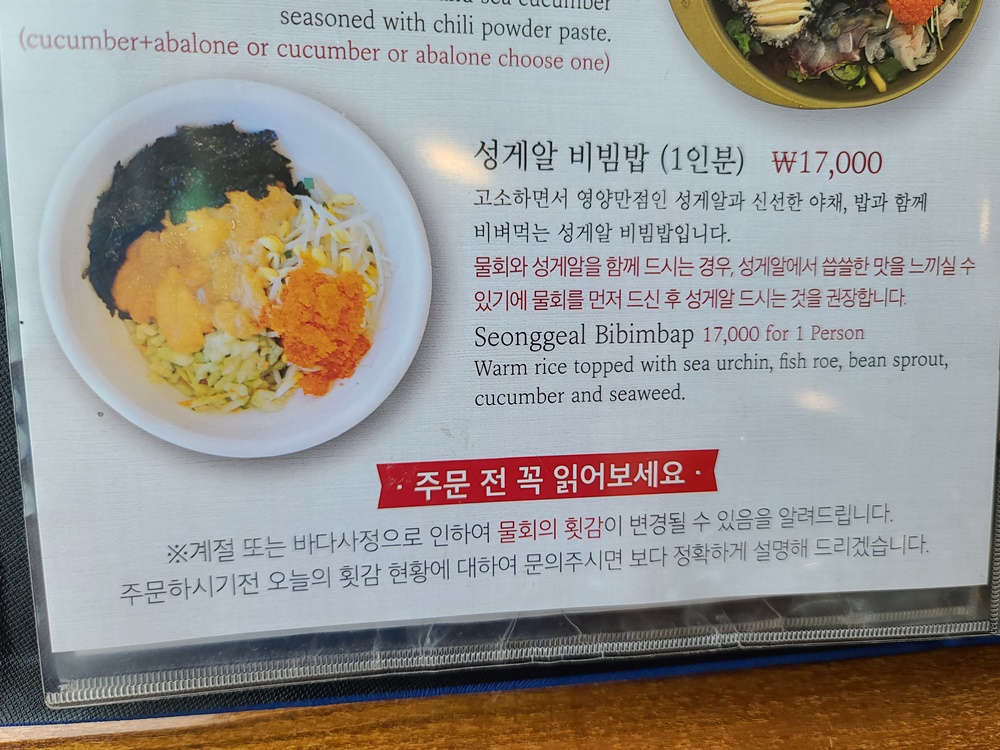 sea cucumber
seasoned with chili powder paste.
(cucumber+abalone or cucumber or abalone choose one)
성게알 비빔밥 (1인분) ₩17,000
고소하면서 영양만점인 성게알과 신선한 야채, 밥과 함께
비벼먹는 성게알 비빔밥입니다.
물회와 성게알을 함께 드시는 경우, 성게알에서 씁쓸한 맛을 느끼실 수
있기에 물회를 먼저 드신 후 성게알 드시는 것을 권장합니다.
Seonggeal Bibimbap 17,000 for 1 Person
Warm rice topped with sea urchin, fish roe, bean sprout,
cucumber and seaweed.
· 주문 전 꼭 읽어보세요 ·
※계절 또는 바다사정으로 인하여 물회의 횟감이 변경될 수 있음을 알려드립니다.
주문하시기전 오늘의 횟감 현황에 대하여 문의주시면 보다 정확하게 설명해 드리겠습니다.